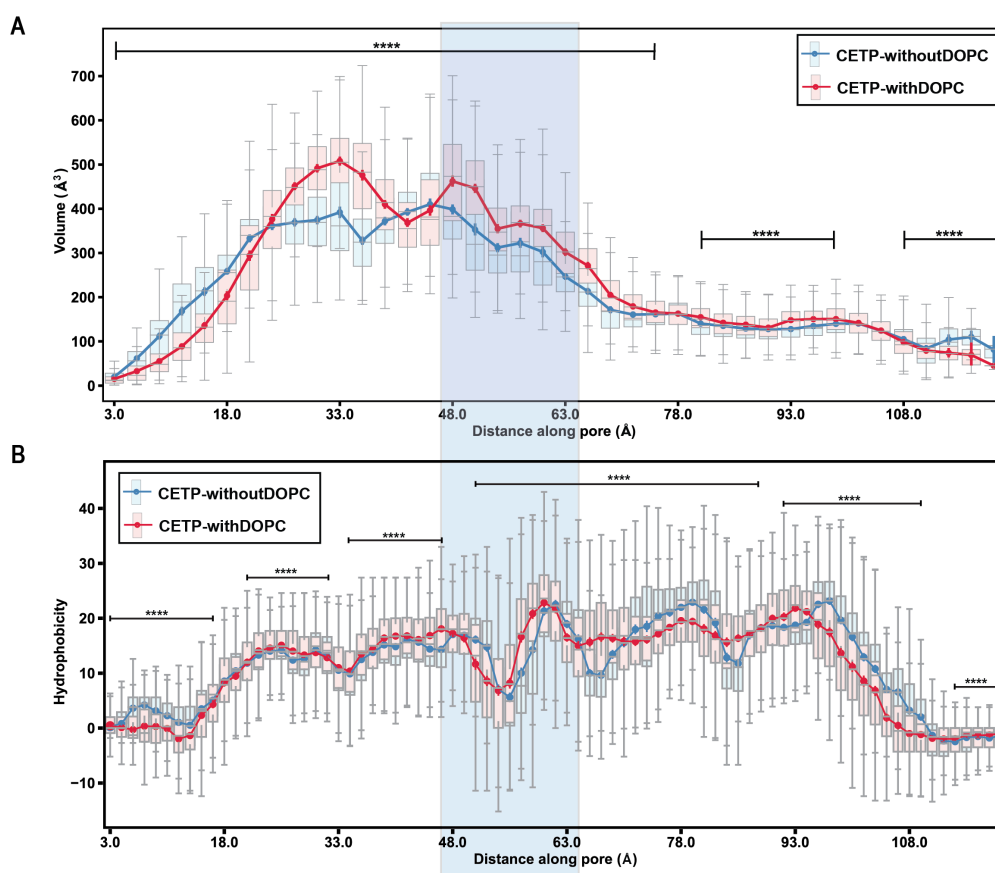 A
****
CETP-withoutDOPC
CETP-withDOPC
700
600
500
400
300
200
100
0
Volume (Å³)
****
****
3.0 18.0 33.0 48.0 63.0 78.0 93.0 108.0
Distance along pore (Å)
B
CETP-withoutDOPC
CETP-withDOPC
****
****
****
****
****
****
40
30
20
10
0
−10
Hydrophobicity
3.0 18.0 33.0 48.0 63.0 78.0 93.0 108.0
Distance along pore (Å)